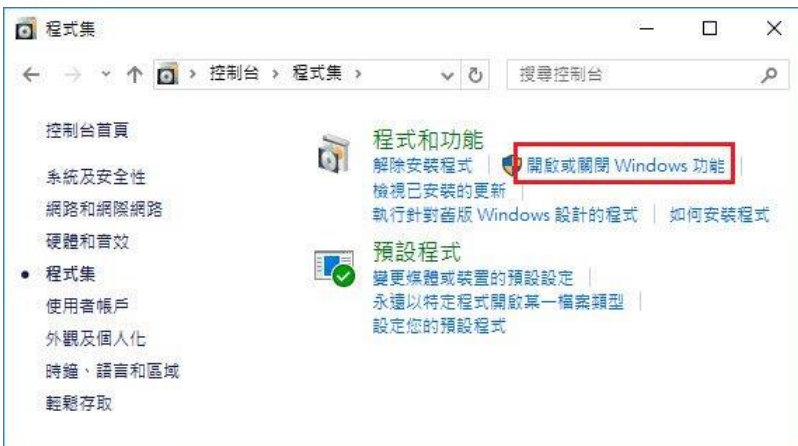 程式集
控制台 › 程式集 ›
搜尋控制台
控制台首頁
系統及安全性
網路和網際網路
硬體和音效
程式集
使用者帳戶
外觀及個人化
時鐘、語言和區域
輕鬆存取
程式和功能
解除安裝程式 | 開啟或關閉 Windows 功能 |
檢視已安裝的更新 |
執行針對舊版 Windows 設計的程式 | 如何安裝程式
預設程式
變更媒體或裝置的預設設定 |
永遠以特定程式開啟某一檔案類型 |
設定您的預設程式